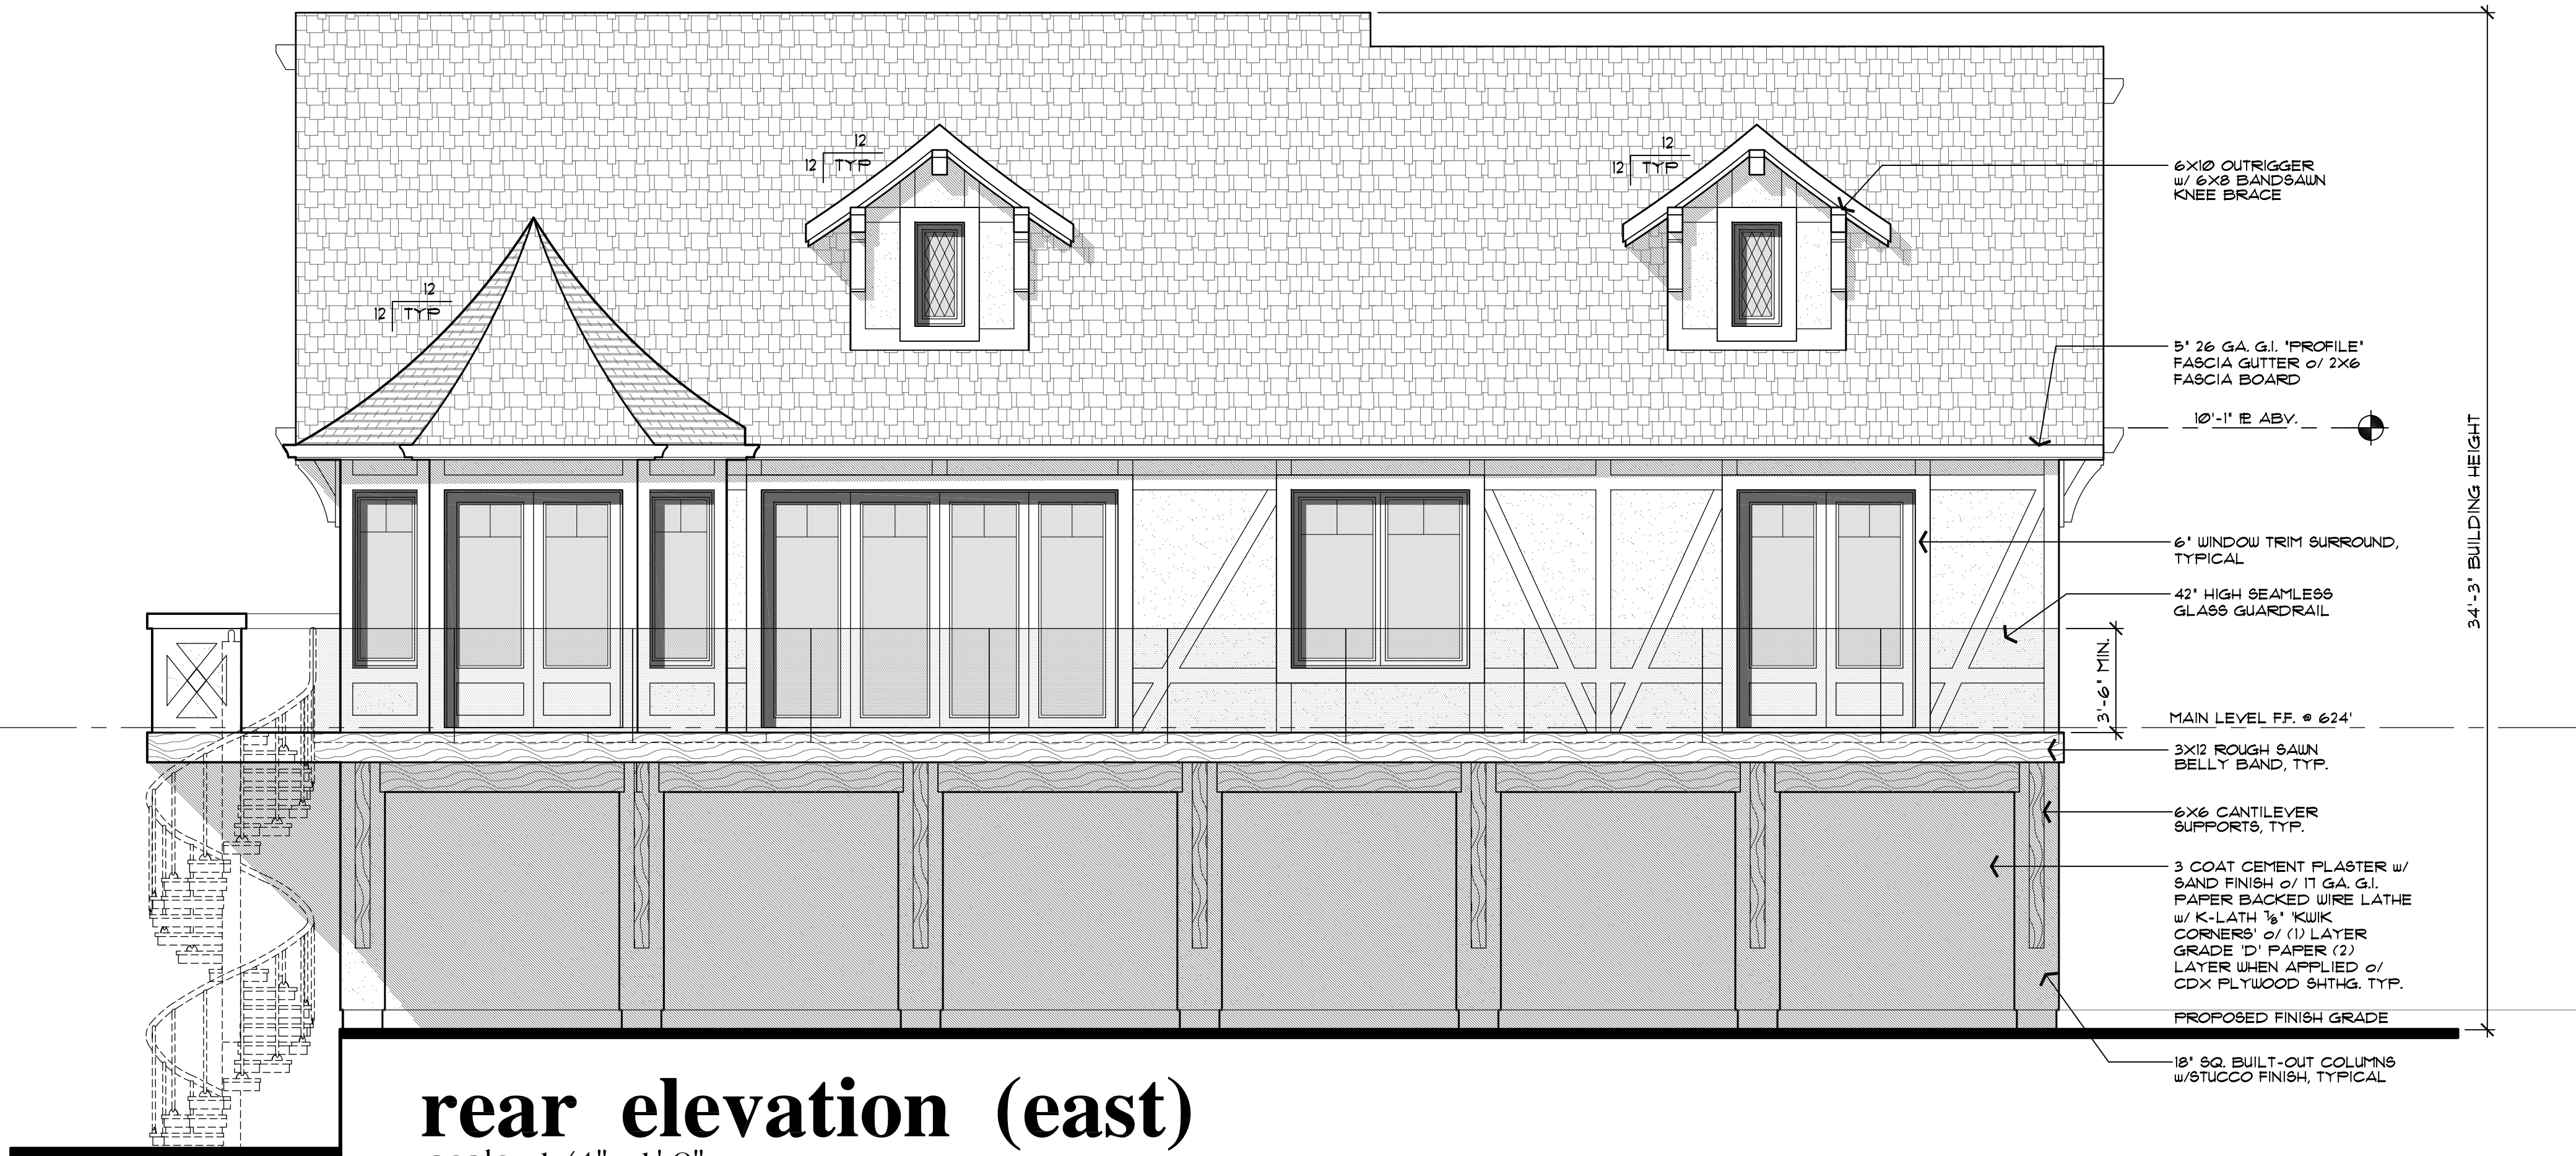 12
12 TYP
12
12 TYP
12
12 TYP
6X10 OUTRIGGER
w/ 6X8 BANDSAWN
KNEE BRACE
5" 26 GA. G.I. "PROFILE"
FASCIA GUTTER o/ 2X6
FASCIA BOARD
10'-1" ABV.
34'-3" BUILDING HEIGHT
6" WINDOW TRIM SURROUND,
TYPICAL
42" HIGH SEAMLESS
GLASS GUARDRAIL
3'-6" MIN.
MAIN LEVEL F.F. @ 624'
3X12 ROUGH SAWN
BELLY BAND, TYP.
6X6 CANTILEVER
SUPPORTS, TYP.
3 COAT CEMENT PLASTER w/
SAND FINISH o/ 17 GA. G.I.
PAPER BACKED WIRE LATHE
w/ K-LATH 7/8" 'KWIK
CORNERS' o/ (1) LAYER
GRADE 'D' PAPER (2)
LAYER WHEN APPLIED o/
CDX PLYWOOD SHTHG. TYP.
PROPOSED FINISH GRADE
18" SQ. BUILT-OUT COLUMNS
w/STUCCO FINISH, TYPICAL
rear elevation (east)